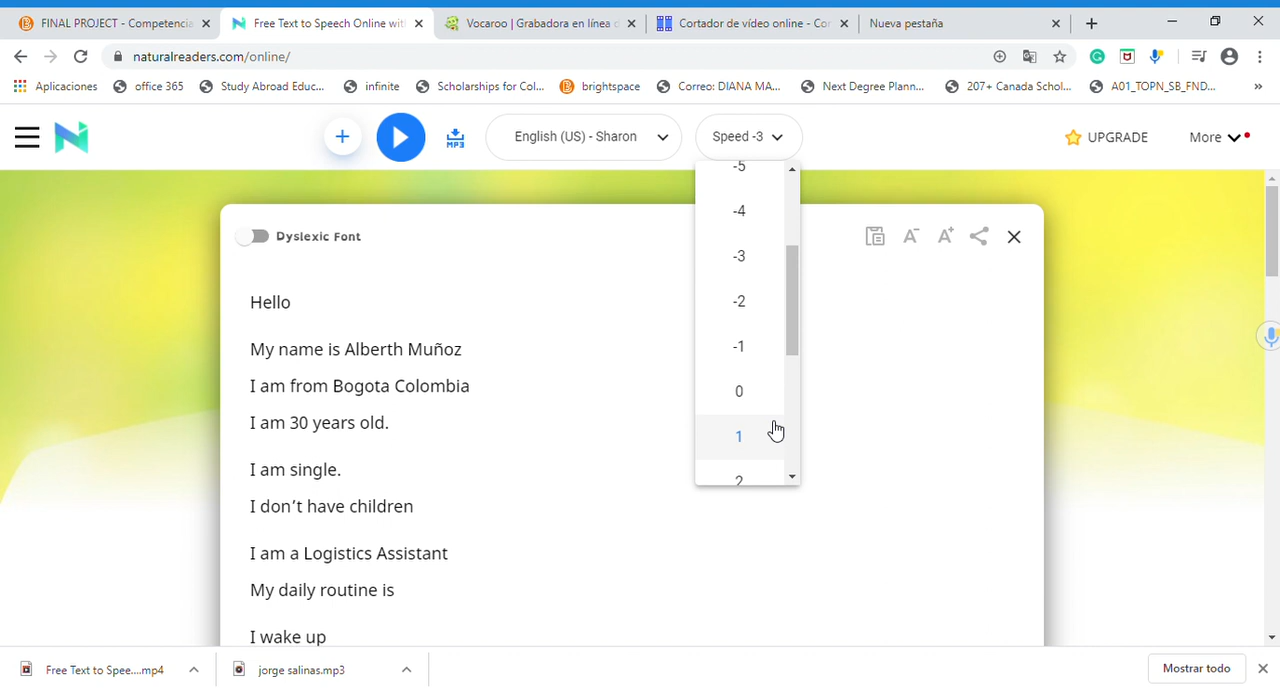 FINAL PROJECT - Competencia
Free Text to Speech Online with
Vocaroo | Grabadora en línea d
Cortador de vídeo online - Cor
Nueva pestaña
naturalreaders.com/online/
Aplicaciones
office 365
Study Abroad Educ...
infinite
Scholarships for Col...
brightspace
Correo: DIANA MA...
Next Degree Plann...
207+ Canada Schol...
A01_TOPN_SB_FND...
MP3
English (US) - Sharon
Speed -3
UPGRADE
More
-5
-4
-3
-2
-1
0
1
2
Dyslexic Font
A-
A+
Hello
My name is Alberth Muñoz
I am from Bogota Colombia
I am 30 years old.
I am single.
I don’t have children
I am a Logistics Assistant
My daily routine is
I wake up
Free Text to Spee....mp4
jorge salinas.mp3
Mostrar todo